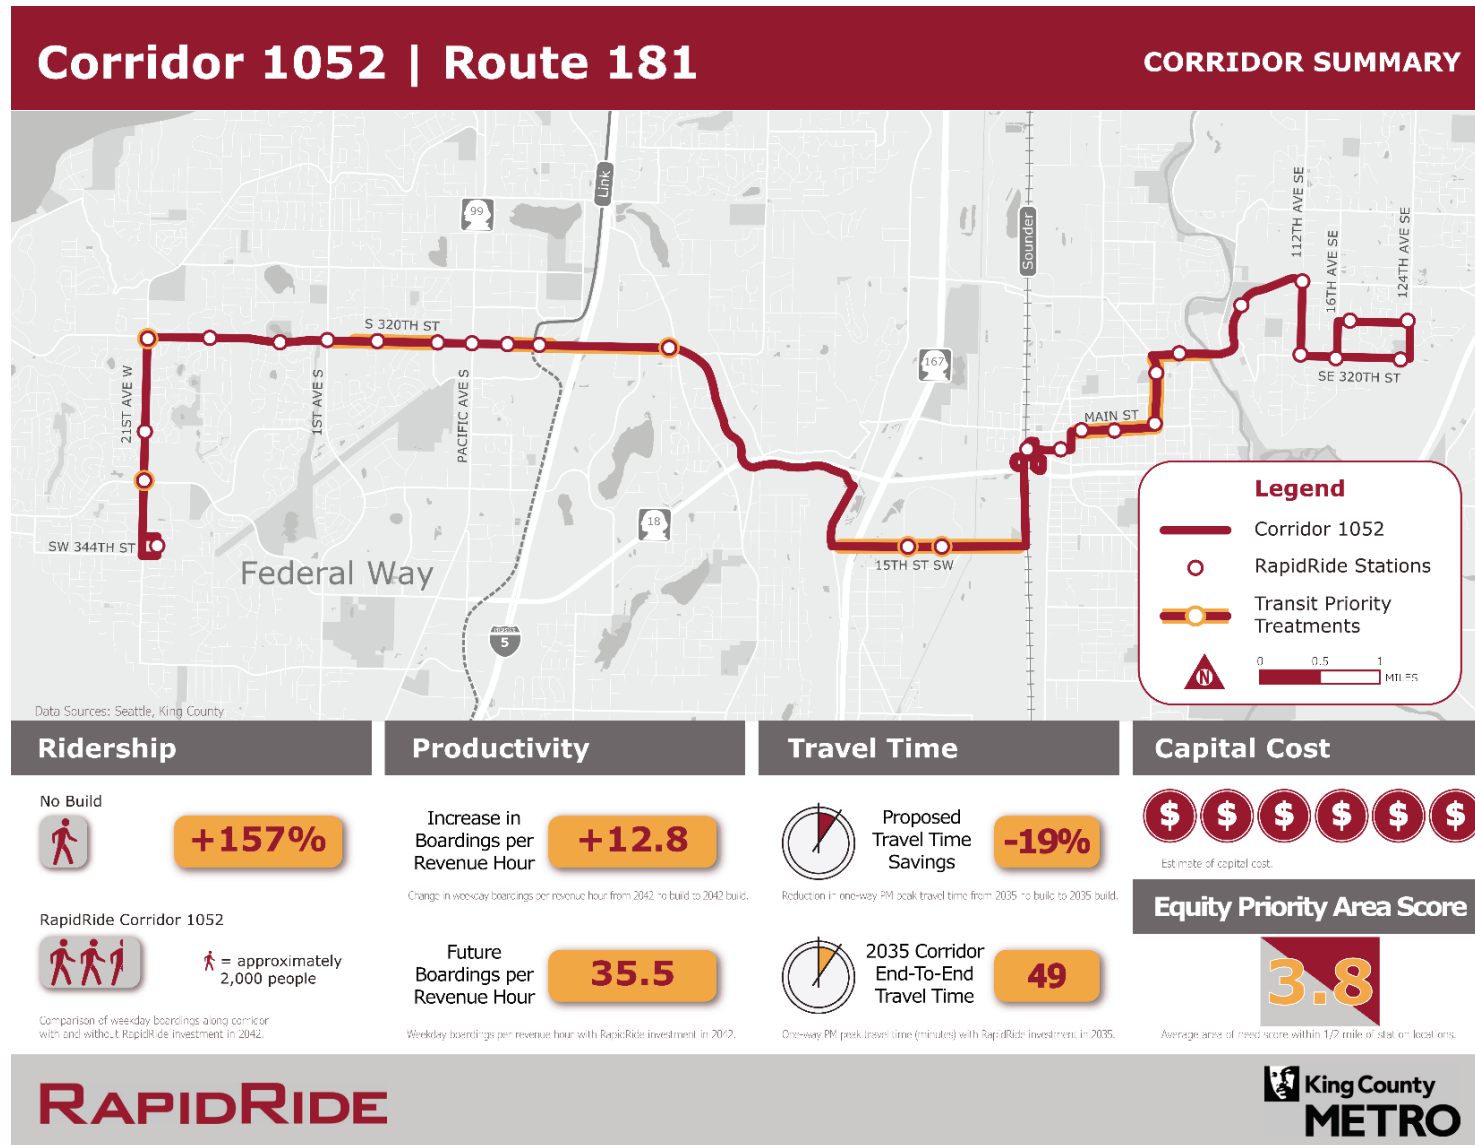 Corridor 1052 | Route 181
CORRIDOR SUMMARY
Link
99
Sounder
112TH AVE SE
16TH AVE SE
124TH AVE SE
S 320TH ST
21ST AVE W
1ST AVE S
PACIFIC AVE S
167
SE 320TH ST
MAIN ST
18
SW 344TH ST
Federal Way
15TH ST SW
5
Legend
Corridor 1052
RapidRide Stations
Transit Priority
Treatments
N
0 0.5 1
MILES
Data Sources: Seattle, King County
Ridership
No Build
+157%
RapidRide Corridor 1052
= approximately
2,000 people
Comparison of weekday boardings along corridor
with and without RapidRide investment in 2042.
Productivity
Increase in
Boardings per
Revenue Hour
+12.8
Change in weekday boardings per revenue hour from 2042 no build to 2042 build.
Future
Boardings per
Revenue Hour
35.5
Weekday boardings per revenue hour with RapidRide investment in 2042.
Travel Time
Proposed
Travel Time
Savings
-19%
Reduction in one-way PM peak travel time from 2035 no build to 2035 build.
2035 Corridor
End-To-End
Travel Time
49
One-way PM peak travel time (minutes) with RapidRide investment in 2035.
Capital Cost
$ $ $ $ $ $
Estimate of capital cost.
Equity Priority Area Score
3.8
Average area of need score within 1/2 mile of station locations.
RAPIDRIDE
King County
METRO